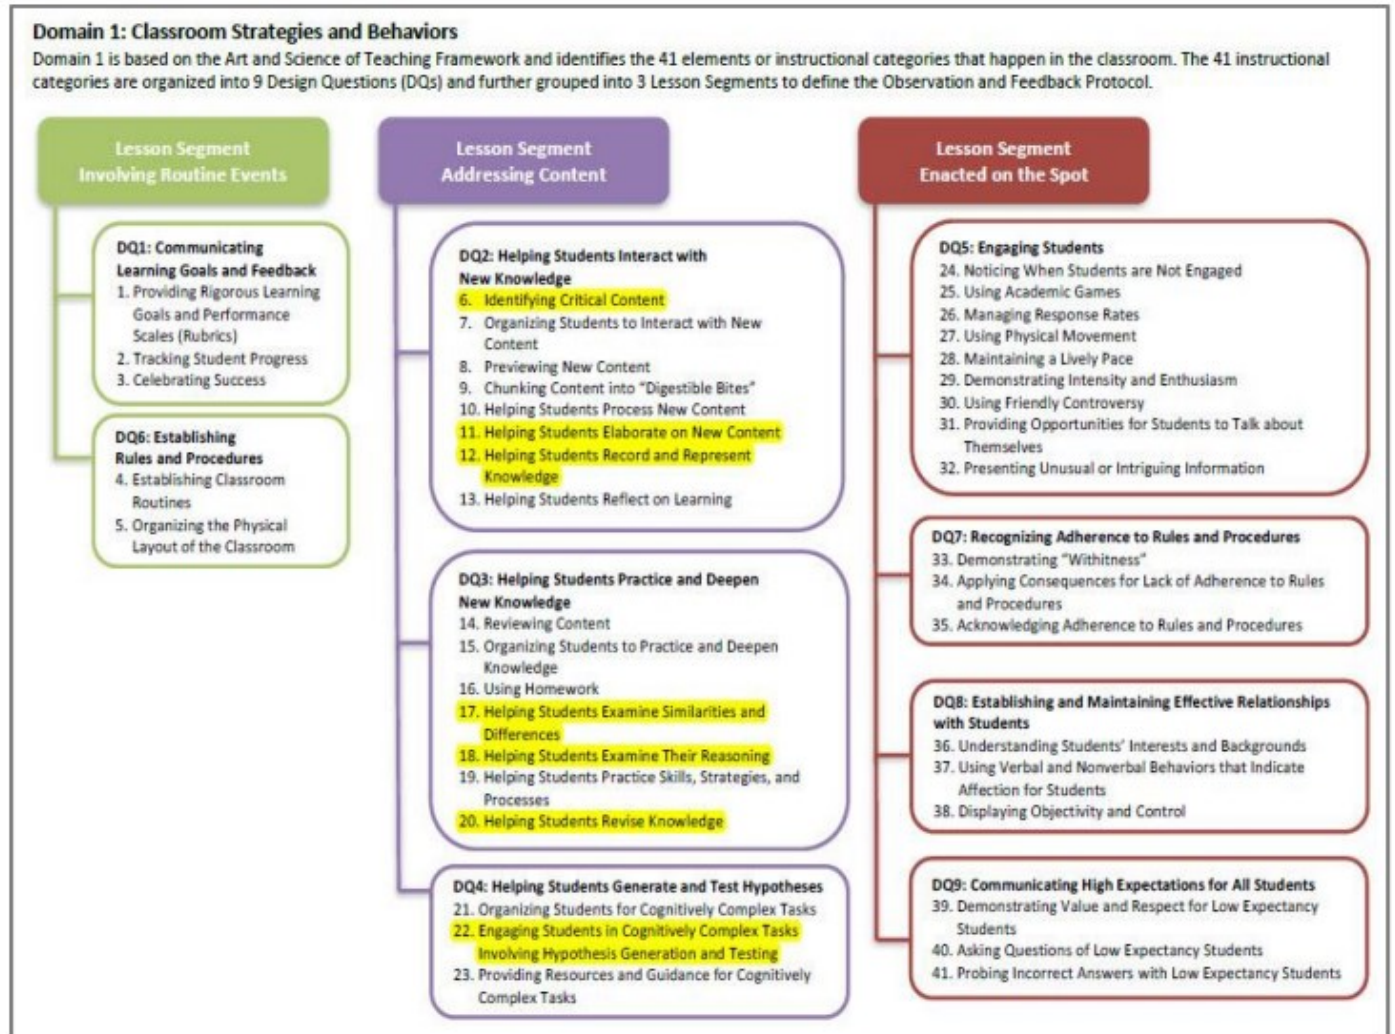 Domain 1: Classroom Strategies and Behaviors
Domain 1 is based on the Art and Science of Teaching Framework and identifies the 41 elements or instructional categories that happen in the classroom. The 41 instructional
categories are organized into 9 Design Questions (DQs) and further grouped into 3 Lesson Segments to define the Observation and Feedback Protocol.
Lesson Segment
Involving Routine Events
DQ1: Communicating
Learning Goals and Feedback
1. Providing Rigorous Learning
Goals and Performance
Scales (Rubrics)
2. Tracking Student Progress
3. Celebrating Success
DQ6: Establishing
Rules and Procedures
4. Establishing Classroom
Routines
5. Organizing the Physical
Layout of the Classroom
Lesson Segment
Addressing Content
DQ2: Helping Students Interact with
New Knowledge
6. Identifying Critical Content
7. Organizing Students to Interact with New
Content
8. Previewing New Content
9. Chunking Content into "Digestible Bites"
10. Helping Students Process New Content
11. Helping Students Elaborate on New Content
12. Helping Students Record and Represent
Knowledge
13. Helping Students Reflect on Learning
DQ3: Helping Students Practice and Deepen
New Knowledge
14. Reviewing Content
15. Organizing Students to Practice and Deepen
Knowledge
16. Using Homework
17. Helping Students Examine Similarities and
Differences
18. Helping Students Examine Their Reasoning
19. Helping Students Practice Skills, Strategies, and
Processes
20. Helping Students Revise Knowledge
DQ4: Helping Students Generate and Test Hypotheses
21. Organizing Students for Cognitively Complex Tasks
22. Engaging Students in Cognitively Complex Tasks
Involving Hypothesis Generation and Testing
23. Providing Resources and Guidance for Cognitively
Complex Tasks
Lesson Segment
Enacted on the Spot
DQ5: Engaging Students
24. Noticing When Students are Not Engaged
25. Using Academic Games
26. Managing Response Rates
27. Using Physical Movement
28. Maintaining a Lively Pace
29. Demonstrating Intensity and Enthusiasm
30. Using Friendly Controversy
31. Providing Opportunities for Students to Talk about
Themselves
32. Presenting Unusual or Intriguing Information
DQ7: Recognizing Adherence to Rules and Procedures
33. Demonstrating "Withitness"
34. Applying Consequences for Lack of Adherence to Rules
and Procedures
35. Acknowledging Adherence to Rules and Procedures
DQ8: Establishing and Maintaining Effective Relationships
with Students
36. Understanding Students' Interests and Backgrounds
37. Using Verbal and Nonverbal Behaviors that Indicate
Affection for Students
38. Displaying Objectivity and Control
DQ9: Communicating High Expectations for All Students
39. Demonstrating Value and Respect for Low Expectancy
Students
40. Asking Questions of Low Expectancy Students
41. Probing Incorrect Answers with Low Expectancy Students